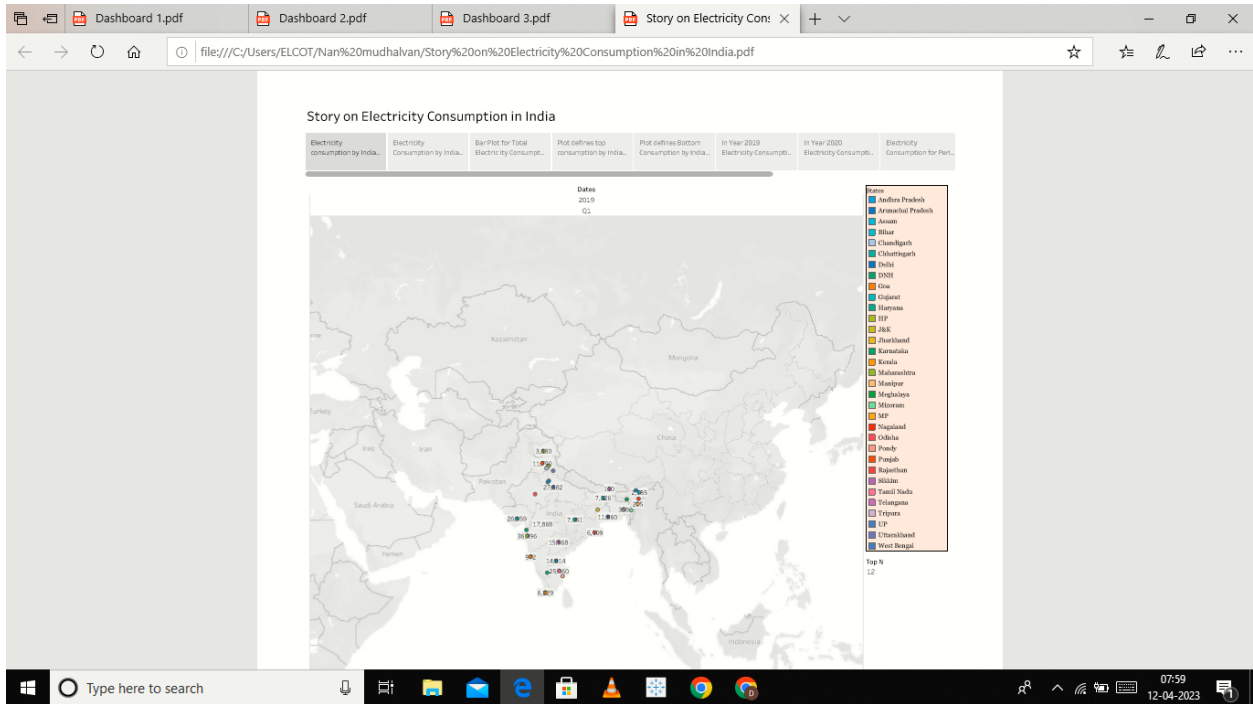 Dashboard 1.pdf
Dashboard 2.pdf
Dashboard 3.pdf
Story on Electricity Cons
file:///C:/Users/ELCOT/Nan%20mudhalvan/Story%20on%20Electricity%20Consumption%20in%20India.pdf
Story on Electricity Consumption in India
Electricity
consumption by India...
Electricity
Consumption by India...
Bar Plot for Total
Electricity Consumpt...
Plot defines top
consumption by India...
Plot defines Bottom
Consumption by India...
In Year 2019
Electricity Consumpti...
In Year 2020
Electricity Consumpti...
Electricity
Consumption for Peri...
Dates
2019
Q1
Kazakhstan
Mongolia
Turkey
Iraq
Iran
China
Pakistan
Saudi Arabia
India
Yemen
Indonesia
17,868
States
Andhra Pradesh
Arunachal Pradesh
Assam
Bihar
Chandigarh
Chhattisgarh
Delhi
DNH
Goa
Gujarat
Haryana
HP
J&K
Jharkhand
Karnataka
Kerala
Maharashtra
Manipur
Meghalaya
Mizoram
MP
Nagaland
Odisha
Pondy
Punjab
Rajasthan
Sikkim
Tamil Nadu
Telangana
Tripura
UP
Uttarakhand
West Bengal
Top N
12
Type here to search
07:59
12-04-2023